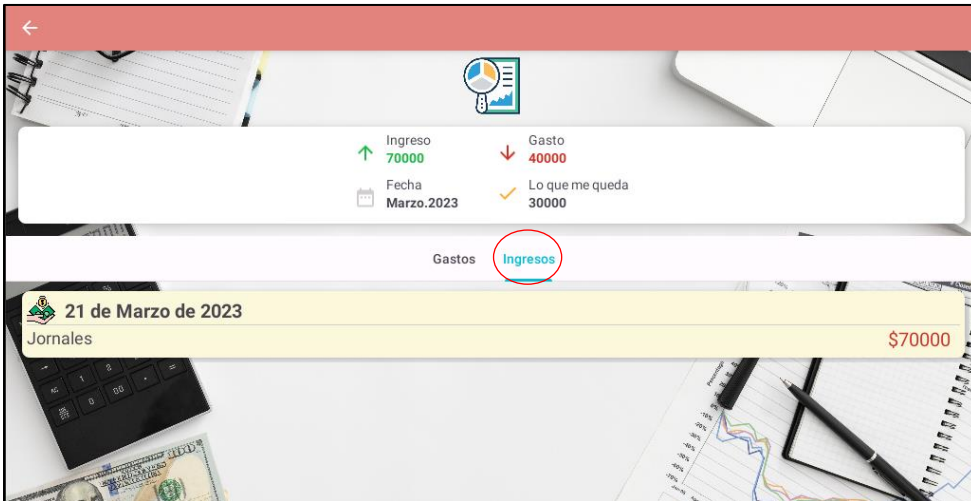 Ingreso
70000
Gasto
40000
Fecha
Marzo.2023
Lo que me queda
30000
Gastos
Ingresos
21 de Marzo de 2023
Jornales
$70000